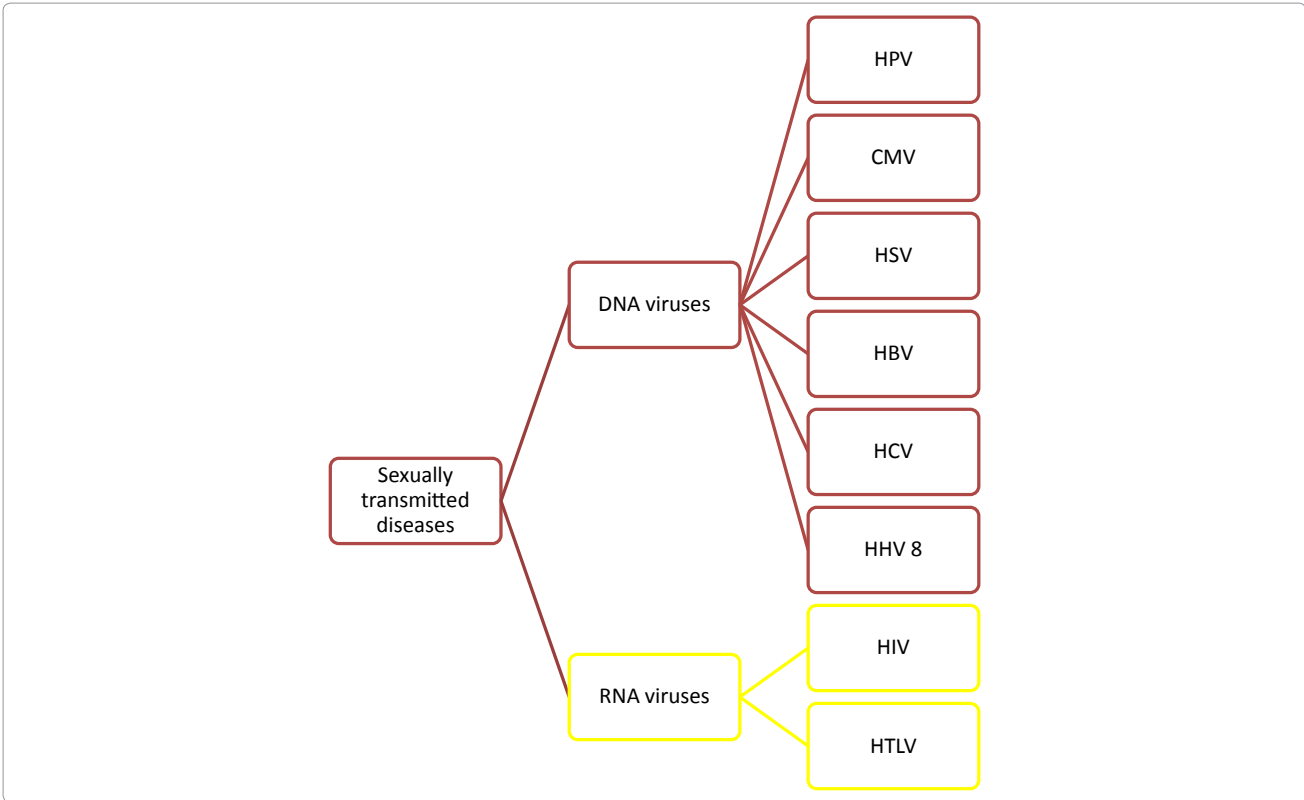 HPV
CMV
HSV
DNA viruses
HBV
HCV
Sexually
transmitted
diseases
HHV 8
HIV
RNA viruses
HTLV